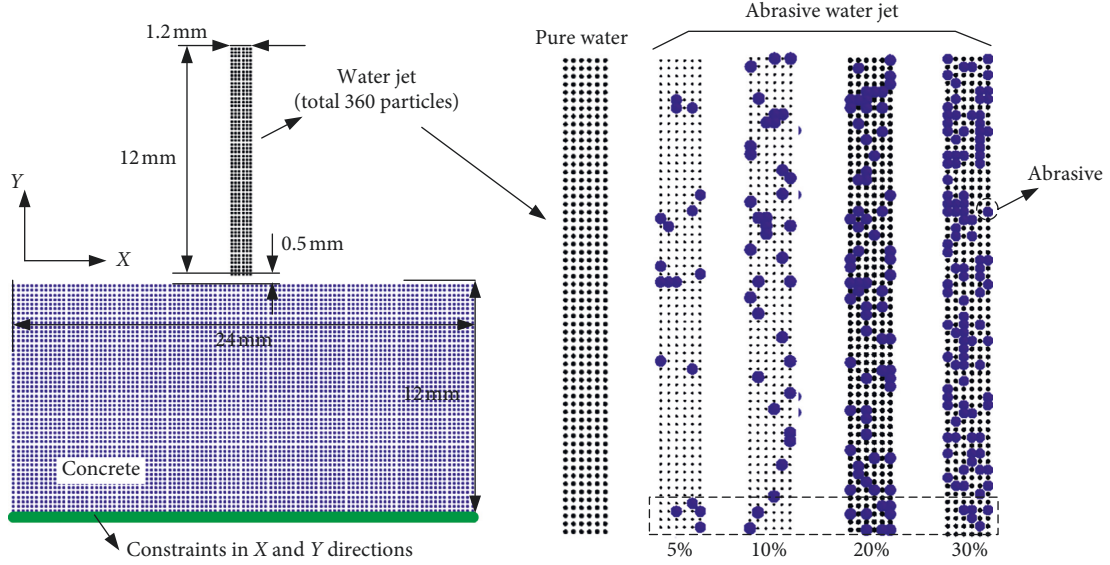 Abrasive water jet
1.2 mm
Pure water
Water jet
(total 360 particles)
12 mm
Abrasive
Y
0.5 mm
X
24 mm
12 mm
Concrete
Constraints in X and Y directions
5%
10%
20%
30%